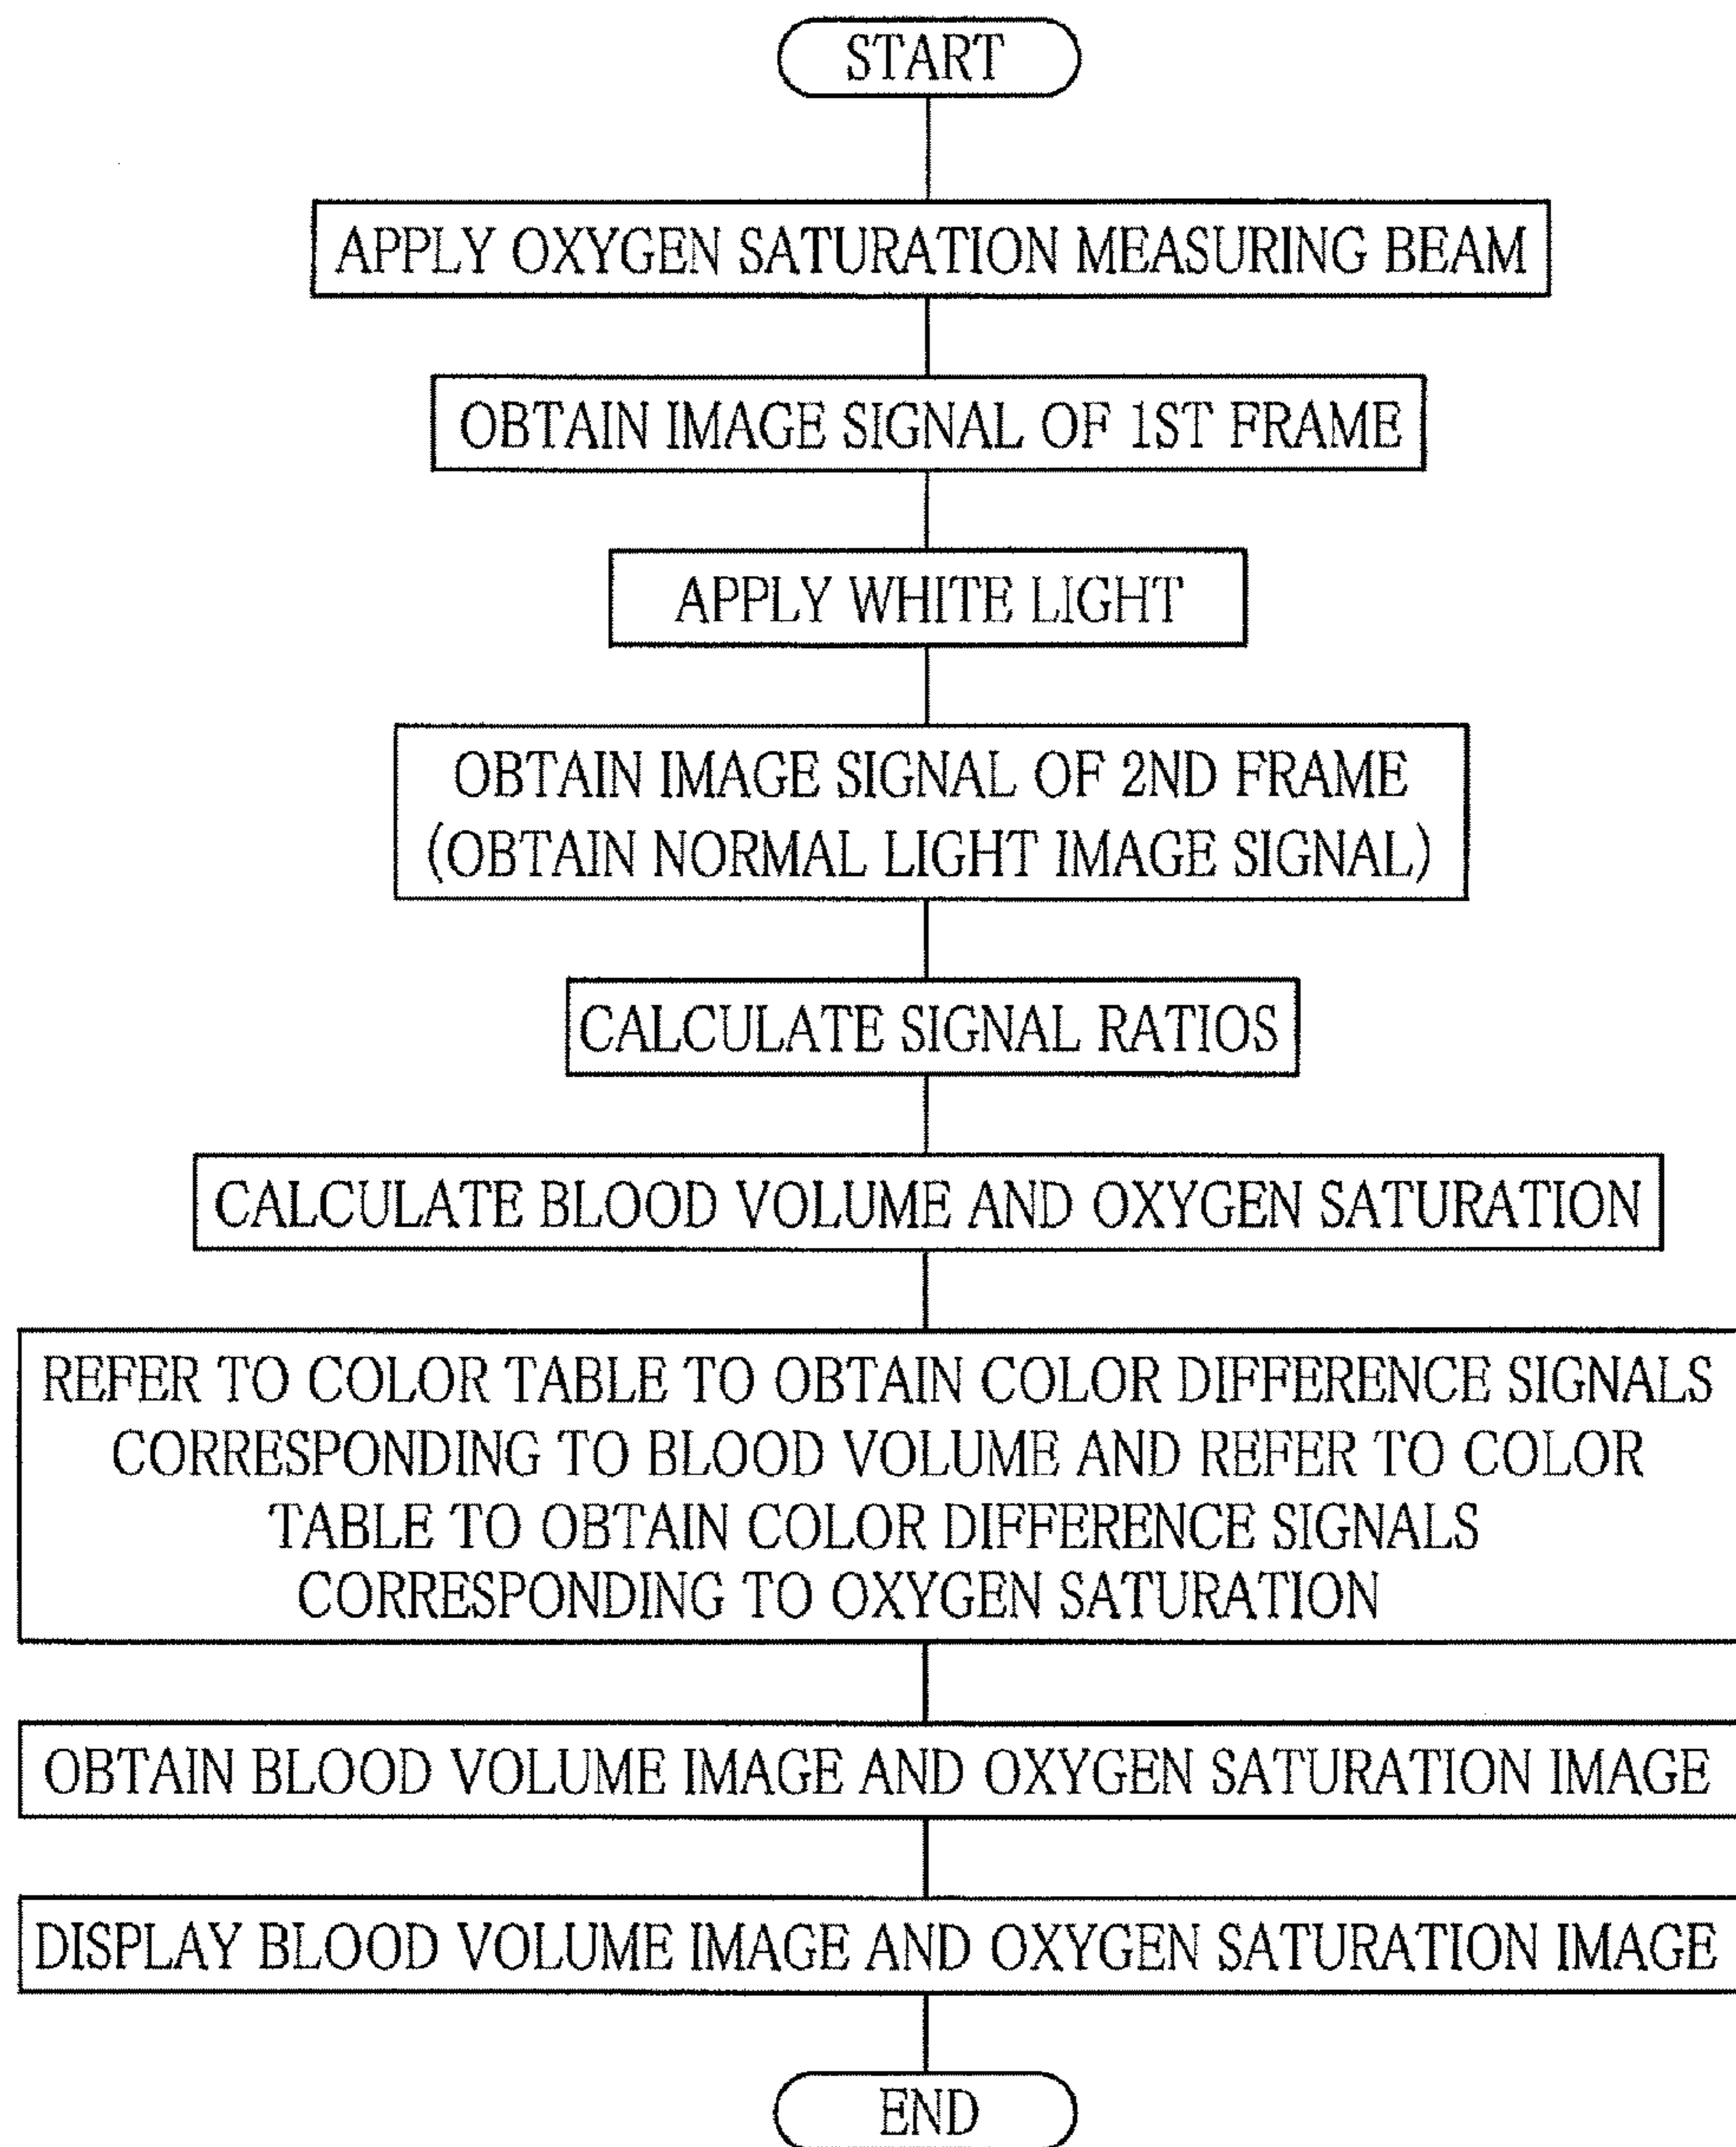 START
APPLY OXYGEN SATURATION MEASURING BEAM
OBTAIN IMAGE SIGNAL OF 1ST FRAME
APPLY WHITE LIGHT
OBTAIN IMAGE SIGNAL OF 2ND FRAME
(OBTAIN NORMAL LIGHT IMAGE SIGNAL)
CALCULATE SIGNAL RATIOS
CALCULATE BLOOD VOLUME AND OXYGEN SATURATION
REFER TO COLOR TABLE TO OBTAIN COLOR DIFFERENCE SIGNALS
CORRESPONDING TO BLOOD VOLUME AND REFER TO COLOR
TABLE TO OBTAIN COLOR DIFFERENCE SIGNALS
CORRESPONDING TO OXYGEN SATURATION
OBTAIN BLOOD VOLUME IMAGE AND OXYGEN SATURATION IMAGE
DISPLAY BLOOD VOLUME IMAGE AND OXYGEN SATURATION IMAGE
END